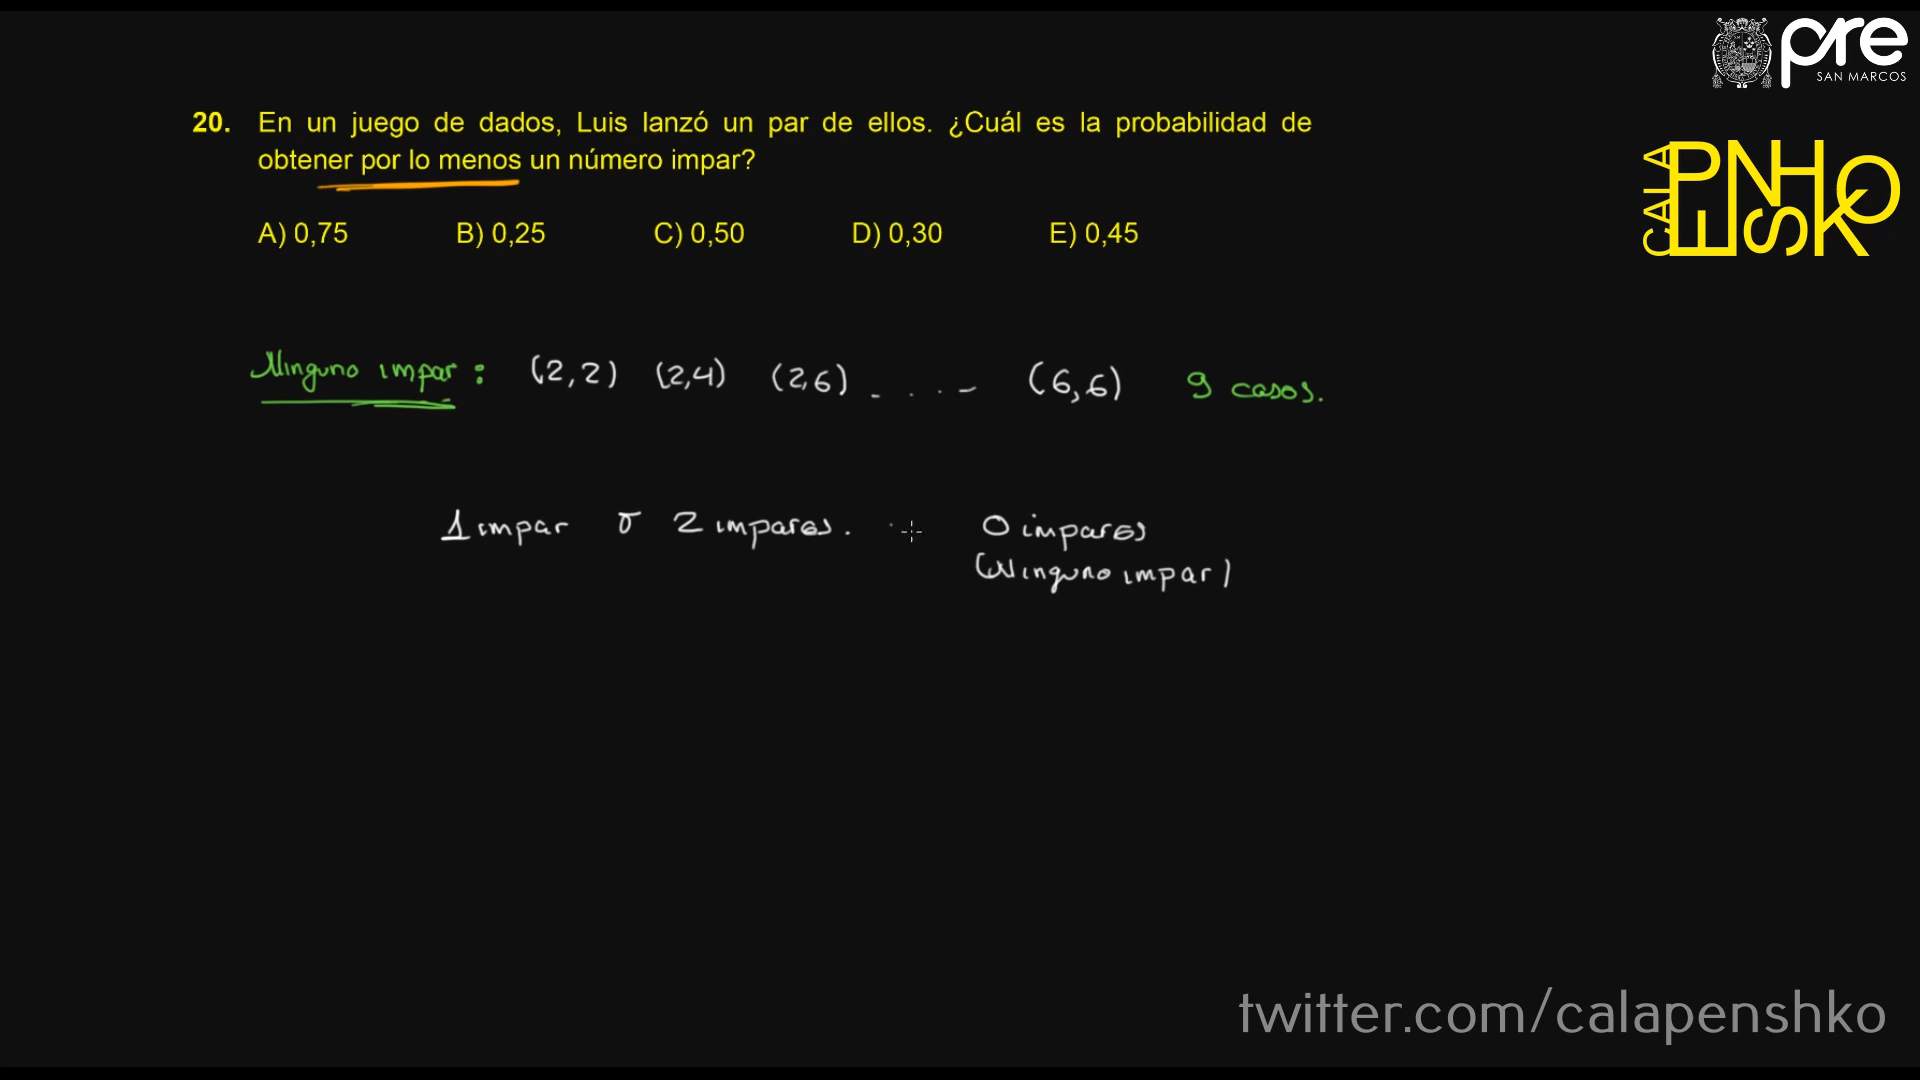 pre
SAN MARCOS
20. En un juego de dados, Luis lanzó un par de ellos. ¿Cuál es la probabilidad de
obtener por lo menos un número impar?
CALA
PNHO
ESK
A) 0,75 B) 0,25 C) 0,50 D) 0,30 E) 0,45
Ninguno impar: (2,2) (2,4) (2,6) - . . - (6,6) 9 casos.
1 impar o 2 impares. 0 impares
(Ninguno impar)
twitter.com/calapenshko